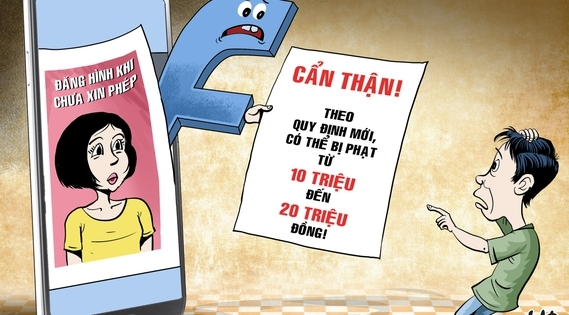 ĐĂNG HÌNH KHI
CHƯA XIN PHÉP
CẨN THẬN!
THEO
QUY ĐỊNH MỚI,
CÓ THỂ BỊ PHẠT
TỪ
10 TRIỆU
ĐẾN
20 TRIỆU
ĐỒNG!